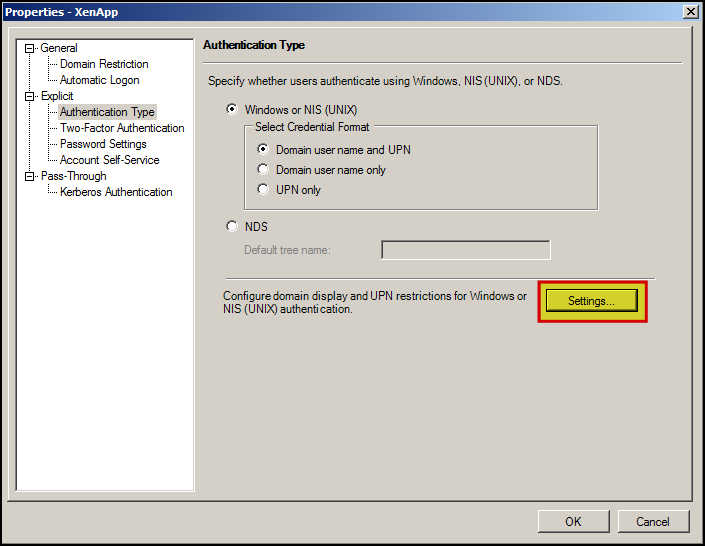 Properties - XenApp
General
Domain Restriction
Automatic Logon
Explicit
Authentication Type
Two-Factor Authentication
Password Settings
Account Self-Service
Pass-Through
Kerberos Authentication
Authentication Type
Specify whether users authenticate using Windows, NIS (UNIX), or NDS.
Windows or NIS (UNIX)
Select Credential Format
Domain user name and UPN
Domain user name only
UPN only
NDS
Default tree name:
Configure domain display and UPN restrictions for Windows or
NIS (UNIX) authentication.
Settings...
OK
Cancel